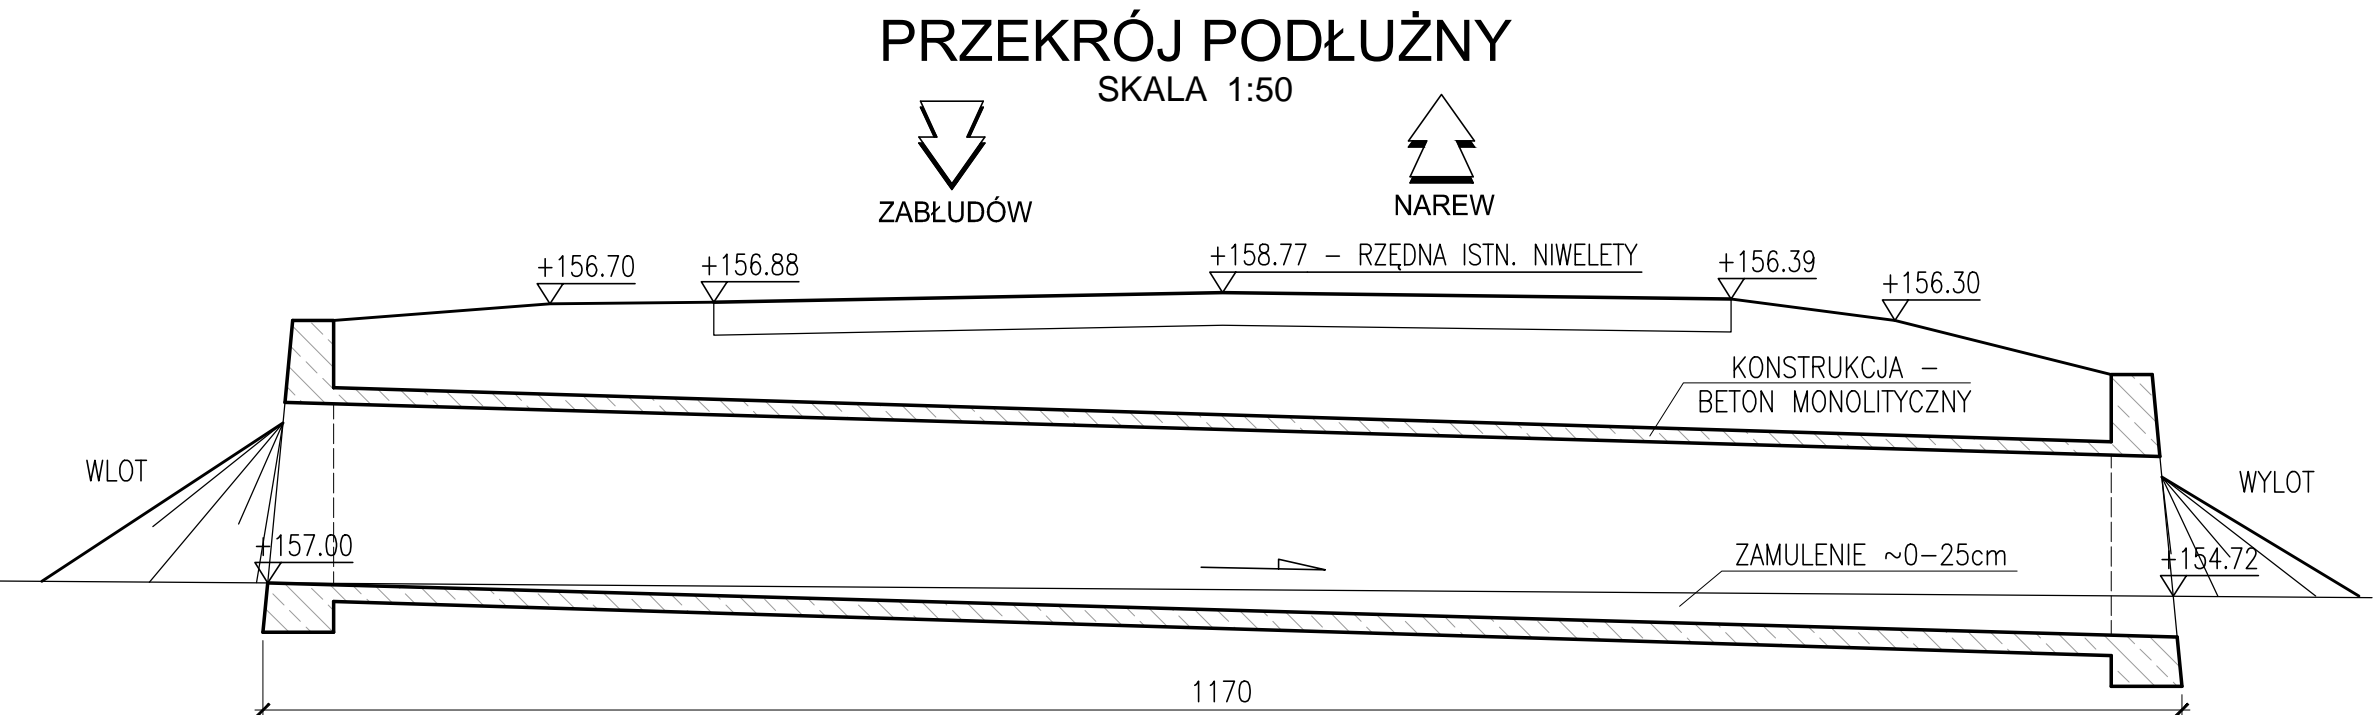 PRZEKRÓJ PODŁUŻNY
SKALA 1:50
ZABŁUDÓW
NAREW
+156.70
+156.88
+158.77 – RZĘDNA ISTN. NIWELETY
+156.39
+156.30
KONSTRUKCJA –
BETON MONOLITYCZNY
WLOT
WYLOT
+157.00
ZAMULENIE ~0–25cm
+154.72
1170